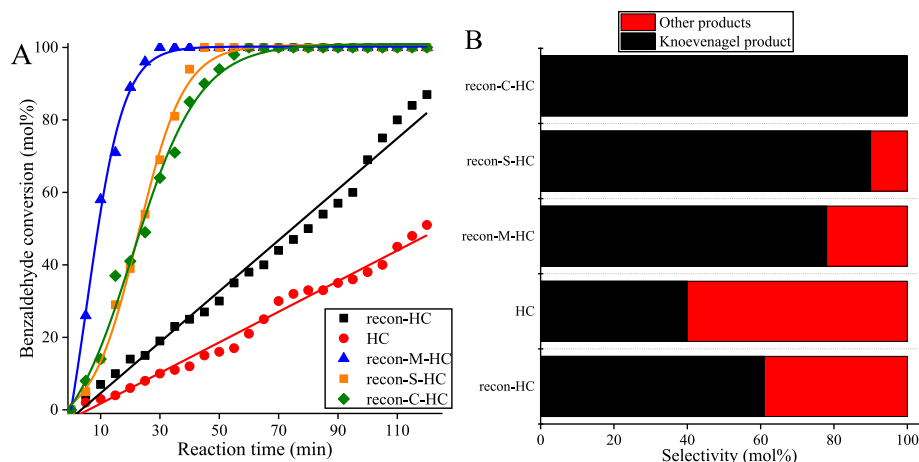 A
Benzaldehyde conversion (mol%)
100
80
60
40
20
0
10
30
50
70
90
110
Reaction time (min)
recon-HC
HC
recon-M-HC
recon-S-HC
recon-C-HC
B
Other products
Knoevenagel product
recon-C-HC
recon-S-HC
recon-M-HC
HC
recon-HC
0
20
40
60
80
100
Selectivity (mol%)